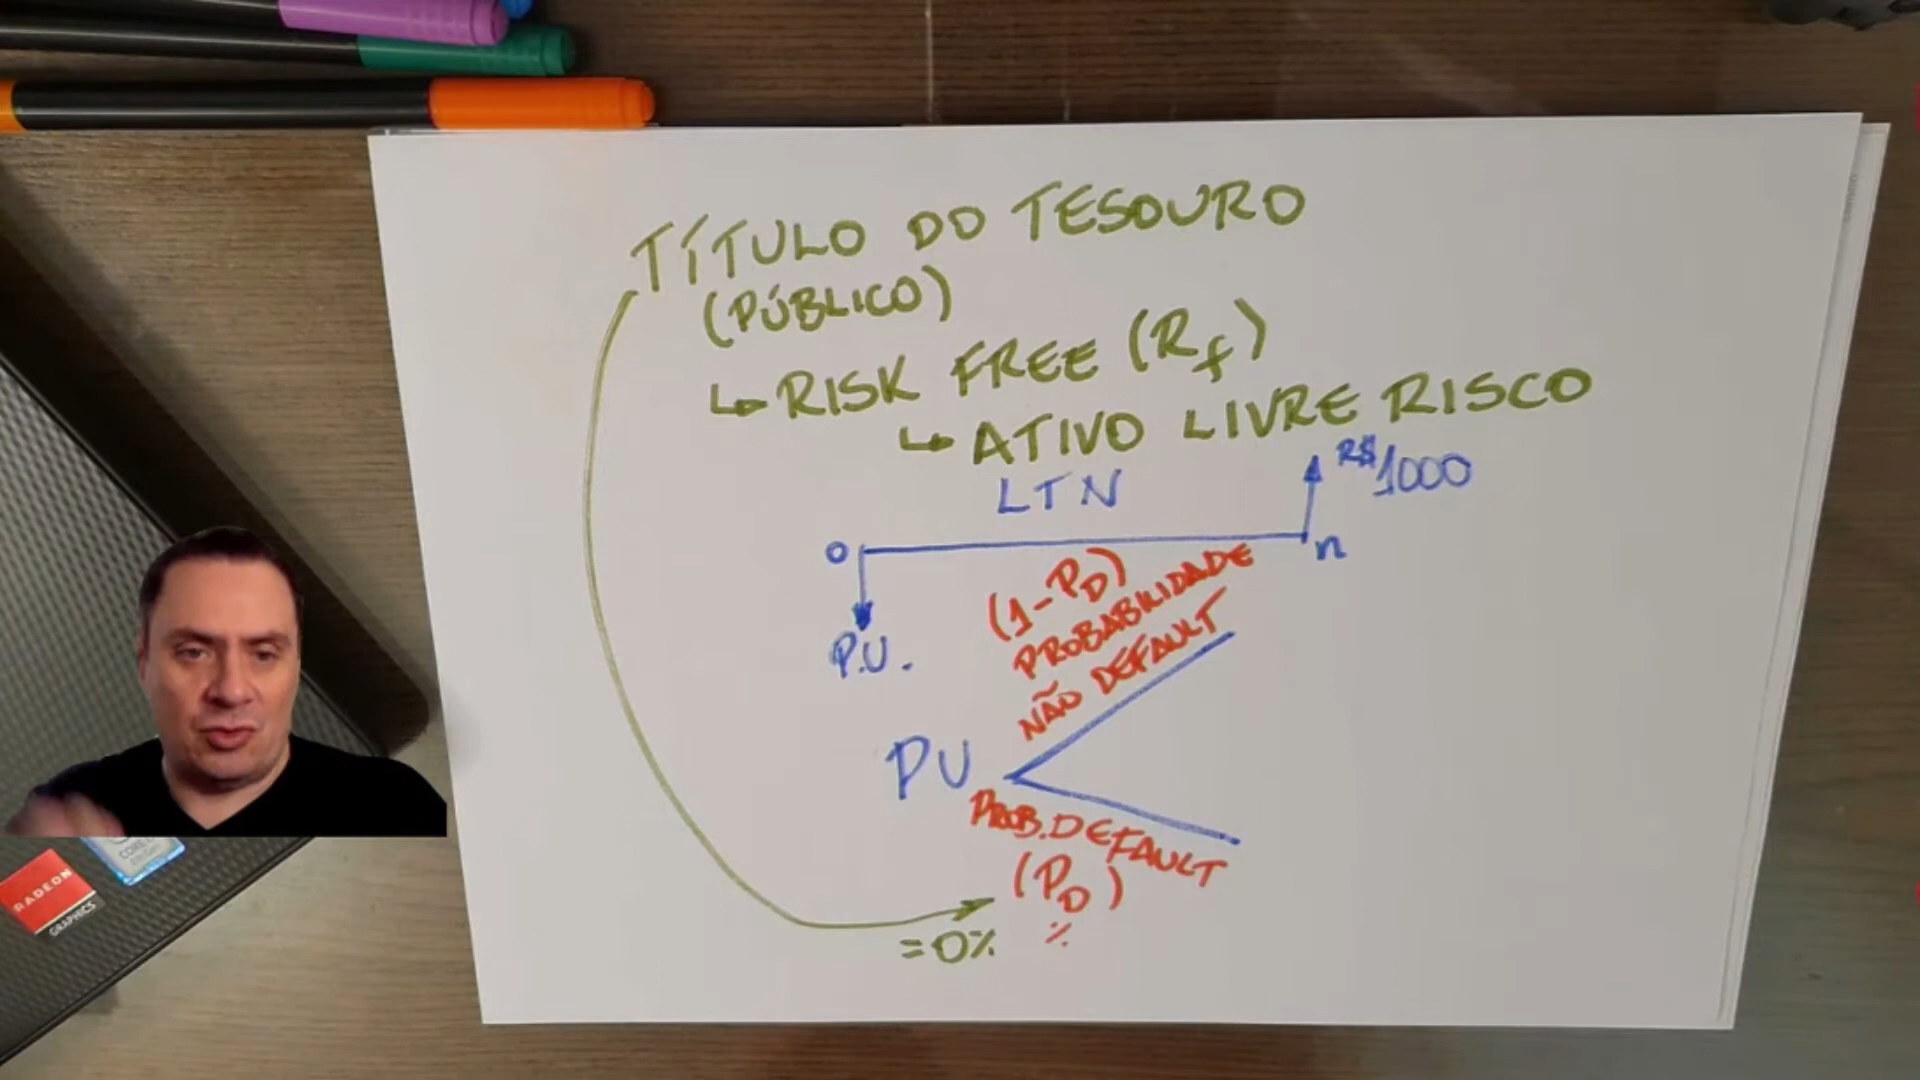 TÍTULO DO TESOURO
(PÚBLICO)
RISK FREE (Rf)
ATIVO LIVRE RISCO
LTN
R$1000
0
n
P.U.
(1-PD)
PROBABILIDADE
NÃO DEFAULT
PU
PROB.DEFAULT
(PD)
%
=0%
CORE
RADEON
GRAPHICS